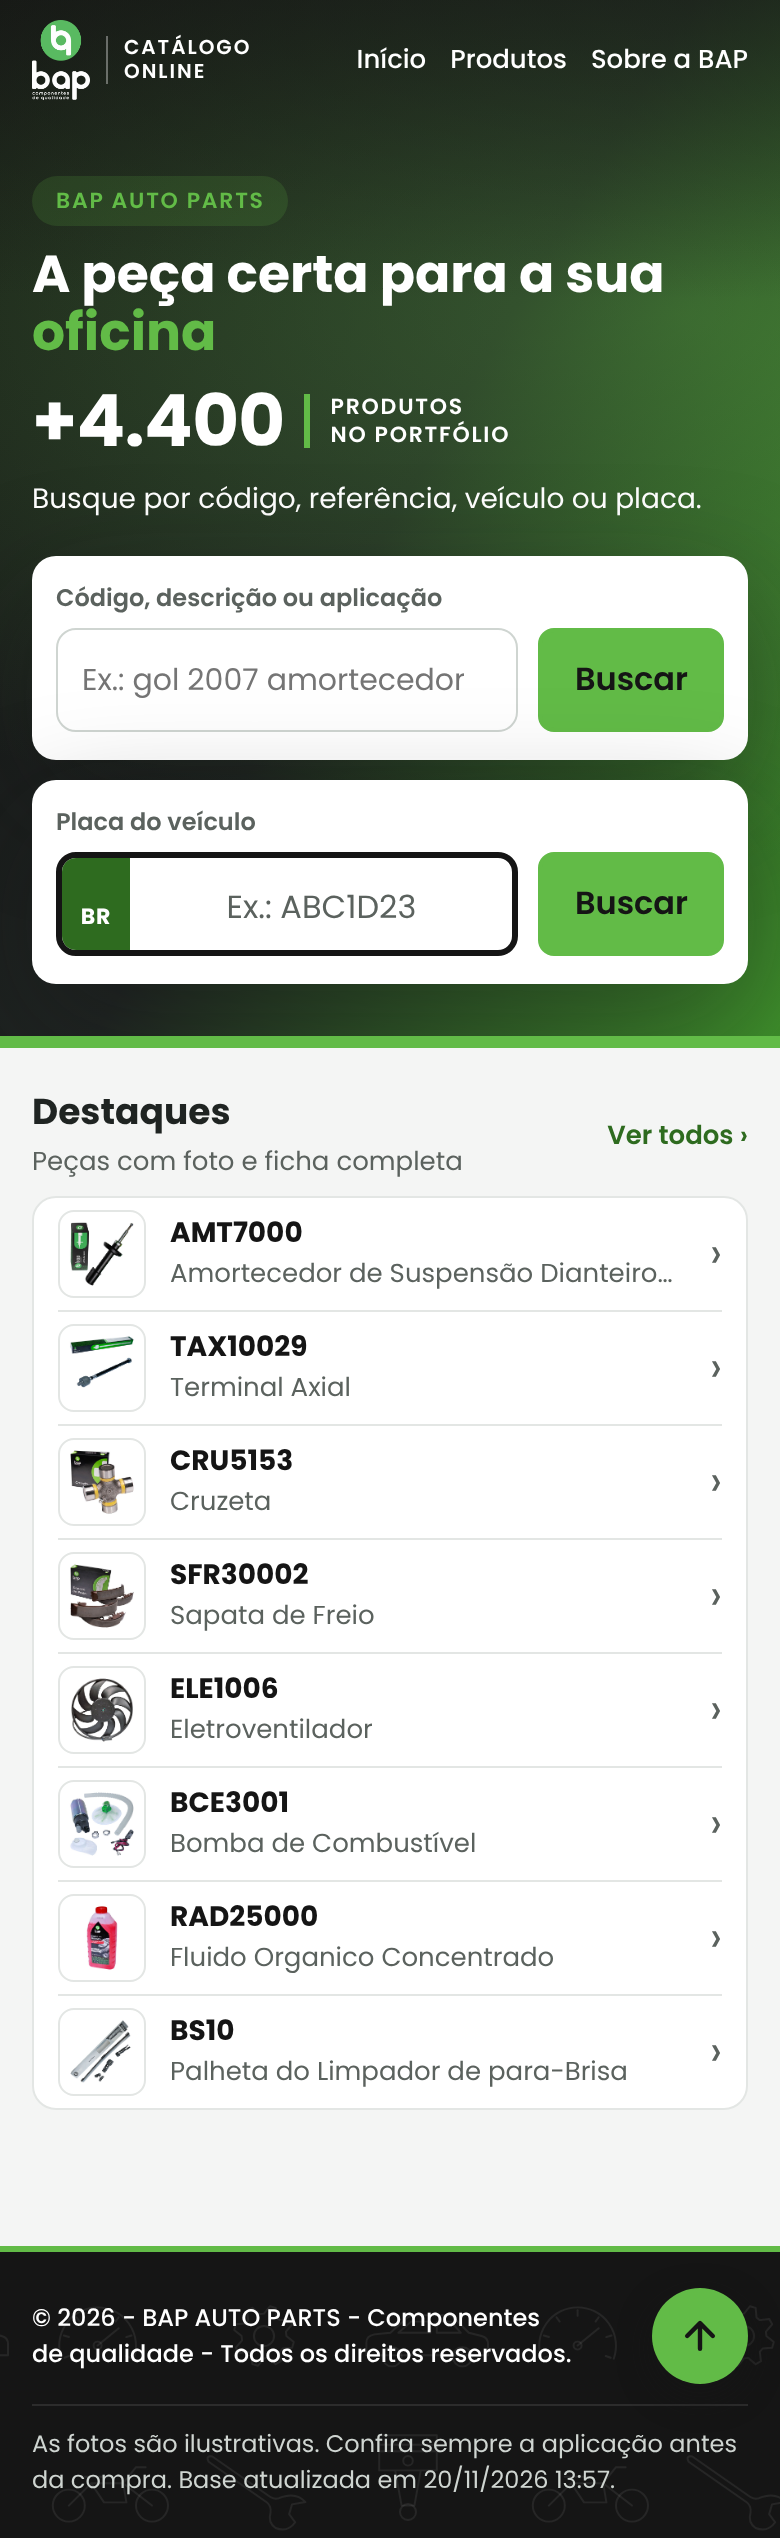 bap
componentes
de qualidade
CATÁLOGO
ONLINE
Início Produtos Sobre a BAP
BAP AUTO PARTS
A peça certa para a sua
oficina
+4.400
PRODUTOS
NO PORTFÓLIO
Busque por código, referência, veículo ou placa.
Código, descrição ou aplicação
Ex.: gol 2007 amortecedor
Buscar
Placa do veículo
BR
Ex.: ABC1D23
Buscar
Destaques
Peças com foto e ficha completa
Ver todos ›
AMT7000
Amortecedor de Suspensão Dianteiro...
TAX10029
Terminal Axial
CRU5153
Cruzeta
SFR30002
Sapata de Freio
ELE1006
Eletroventilador
BCE3001
Bomba de Combustível
RAD25000
Fluido Organico Concentrado
BS10
Palheta do Limpador de para-Brisa
© 2026 - BAP AUTO PARTS - Componentes
de qualidade - Todos os direitos reservados.
As fotos são ilustrativas. Confira sempre a aplicação antes
da compra. Base atualizada em 20/11/2026 13:57.